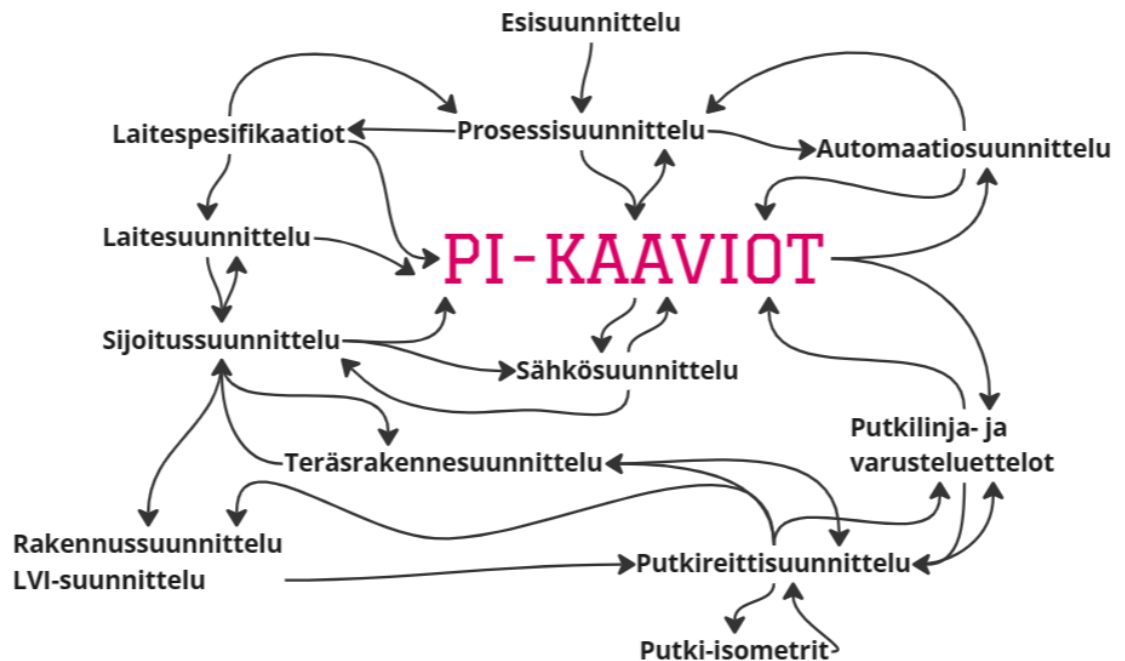 Esisuunnittelu
Laitespesifikaatiot
Prosessisuunnittelu
Automaatiosuunnittelu
Laitesuunnittelu
PI-KAAVIOT
Sijoitussuunnittelu
Sähkösuunnittelu
Putkilinja- ja
varusteluettelot
Teräsrakennesuunnittelu
Rakennussuunnittelu
LVI-suunnittelu
Putkireittisuunnittelu
Putki-isometrit